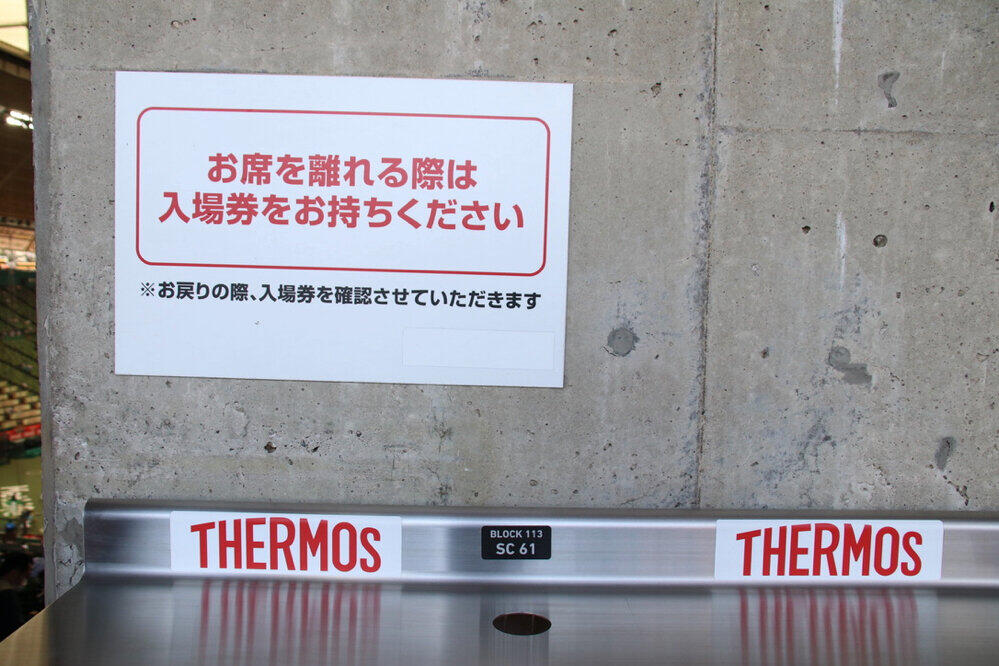 お席を離れる際は
入場券をお持ちください
※お戻りの際、入場券を確認させていただきます
THERMOS
BLOCK 113
SC 61
THERMOS